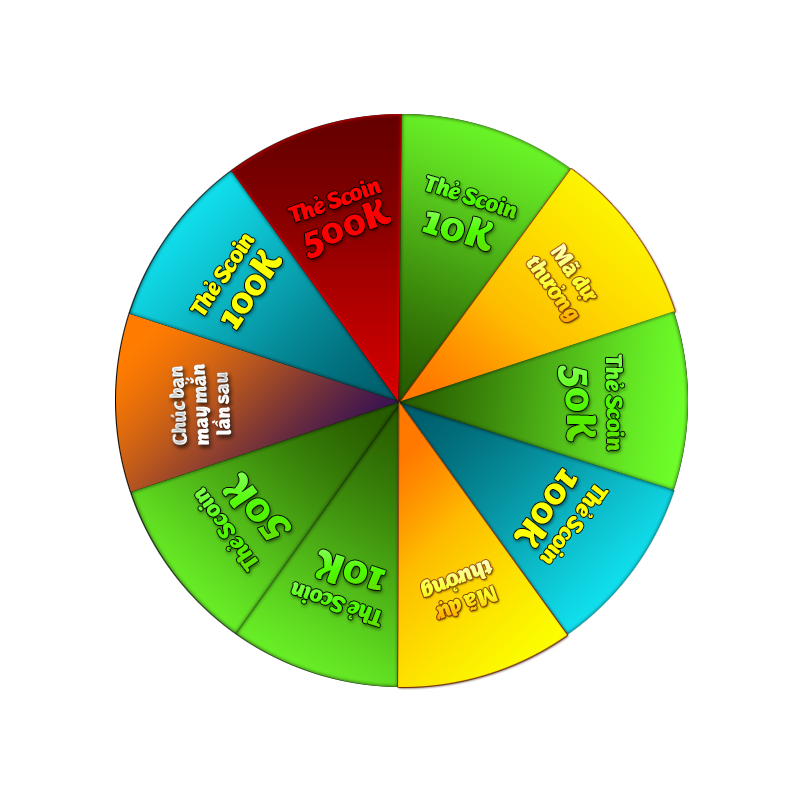 Thẻ Scoin
10K
Mã dự
thưởng
Thẻ Scoin
50K
Thẻ Scoin
100K
Mã dự
thưởng
Thẻ Scoin
10K
Thẻ Scoin
50K
Chúc bạn
may mắn
lần sau
Thẻ Scoin
100K
Thẻ Scoin
500K